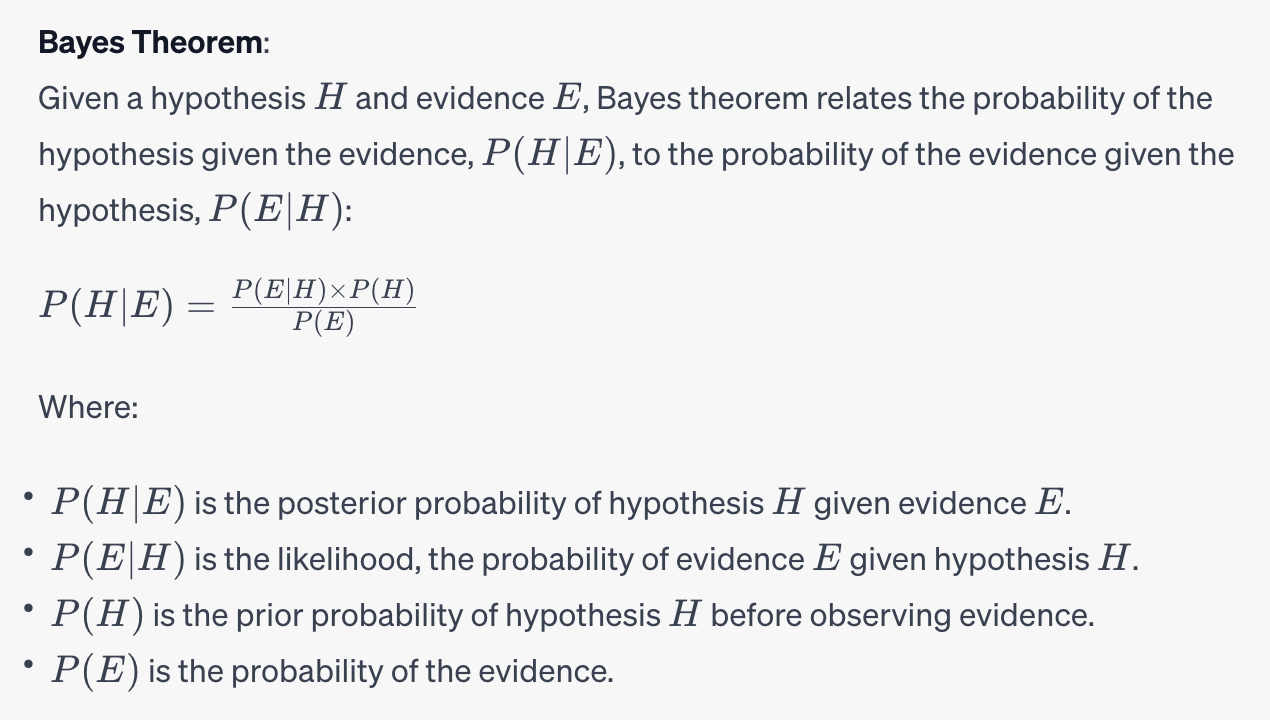 Bayes Theorem:
Given a hypothesis H and evidence E, Bayes theorem relates the probability of the
hypothesis given the evidence, P(H|E), to the probability of the evidence given the
hypothesis, P(E|H):
P(H|E) = \frac{P(E|H)×P(H)}{P(E)}
Where:
• P(H|E) is the posterior probability of hypothesis H given evidence E.
• P(E|H) is the likelihood, the probability of evidence E given hypothesis H.
• P(H) is the prior probability of hypothesis H before observing evidence.
• P(E) is the probability of the evidence.